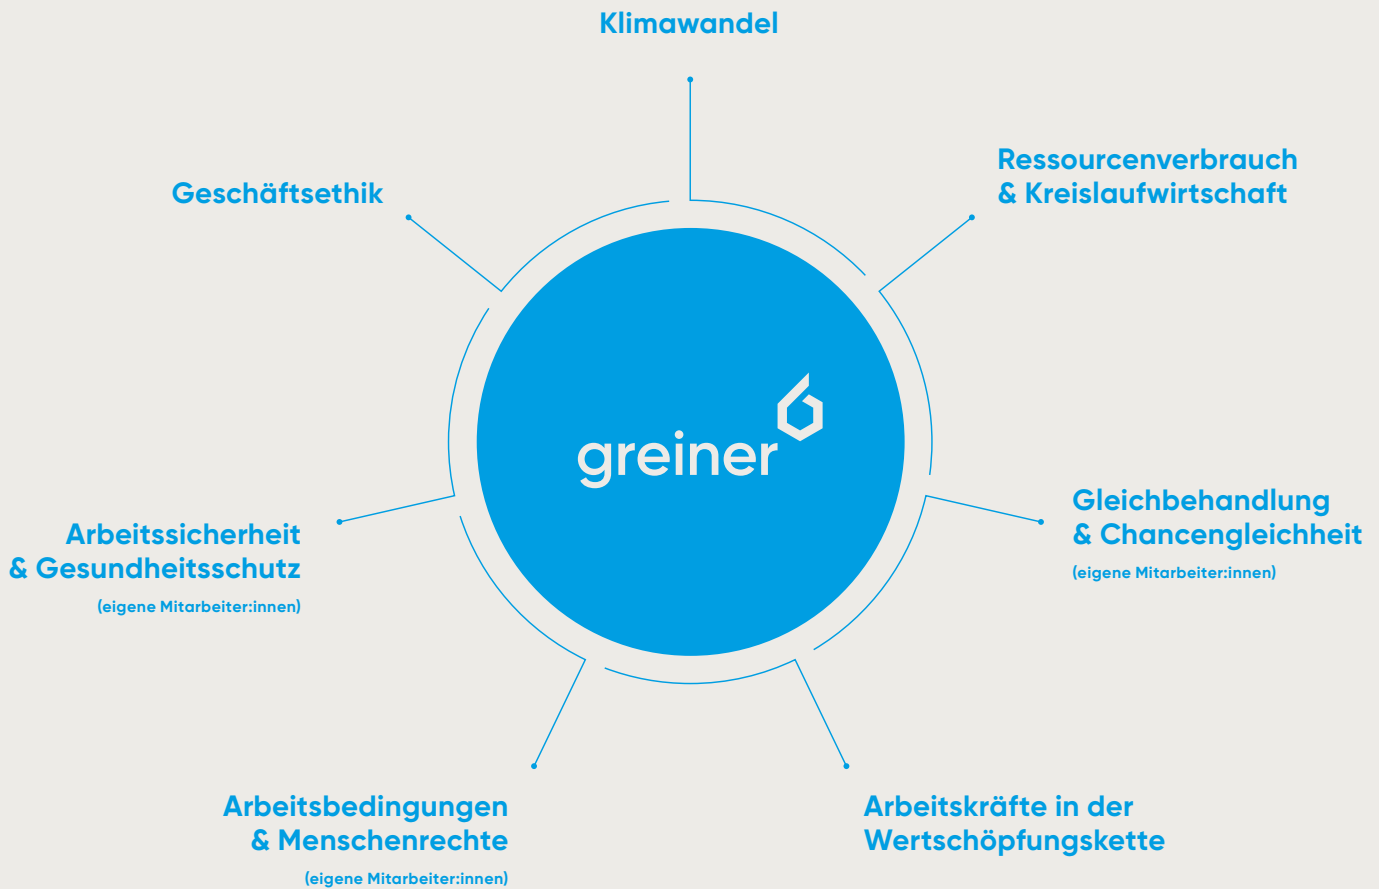 Klimawandel
Ressourcenverbrauch
& Kreislaufwirtschaft
Geschäftsethik
greiner
Gleichbehandlung
& Chancengleichheit
(eigene Mitarbeiter:innen)
Arbeitssicherheit
& Gesundheitsschutz
(eigene Mitarbeiter:innen)
Arbeitsbedingungen
& Menschenrechte
(eigene Mitarbeiter:innen)
Arbeitskräfte in der
Wertschöpfungskette